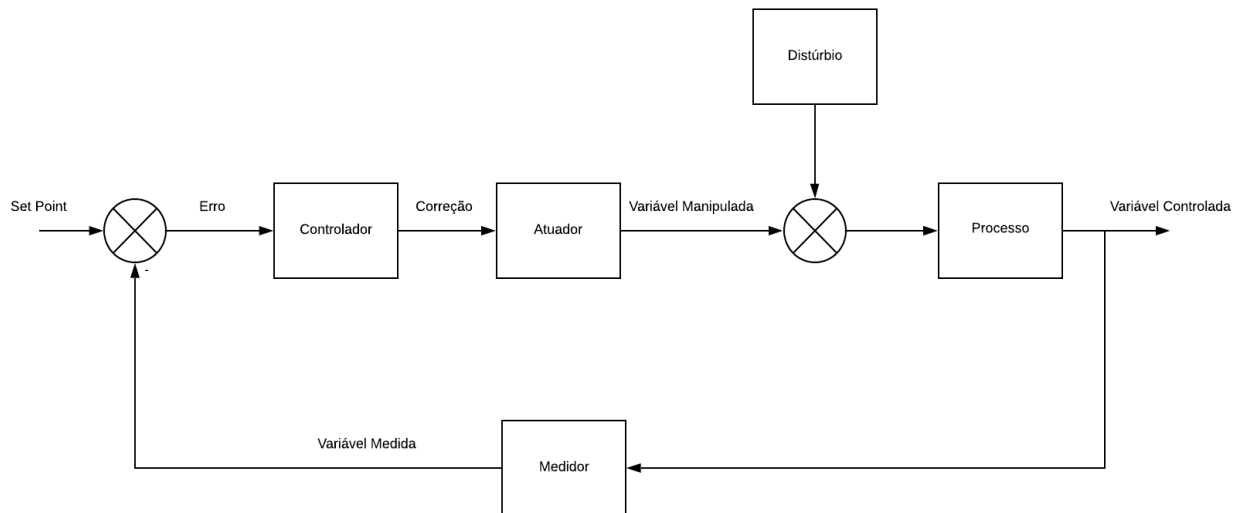 Distúrbio
Set Point
Erro
Controlador
Correção
Atuador
Variável Manipulada
Processo
Variável Controlada
-
Variável Medida
Medidor